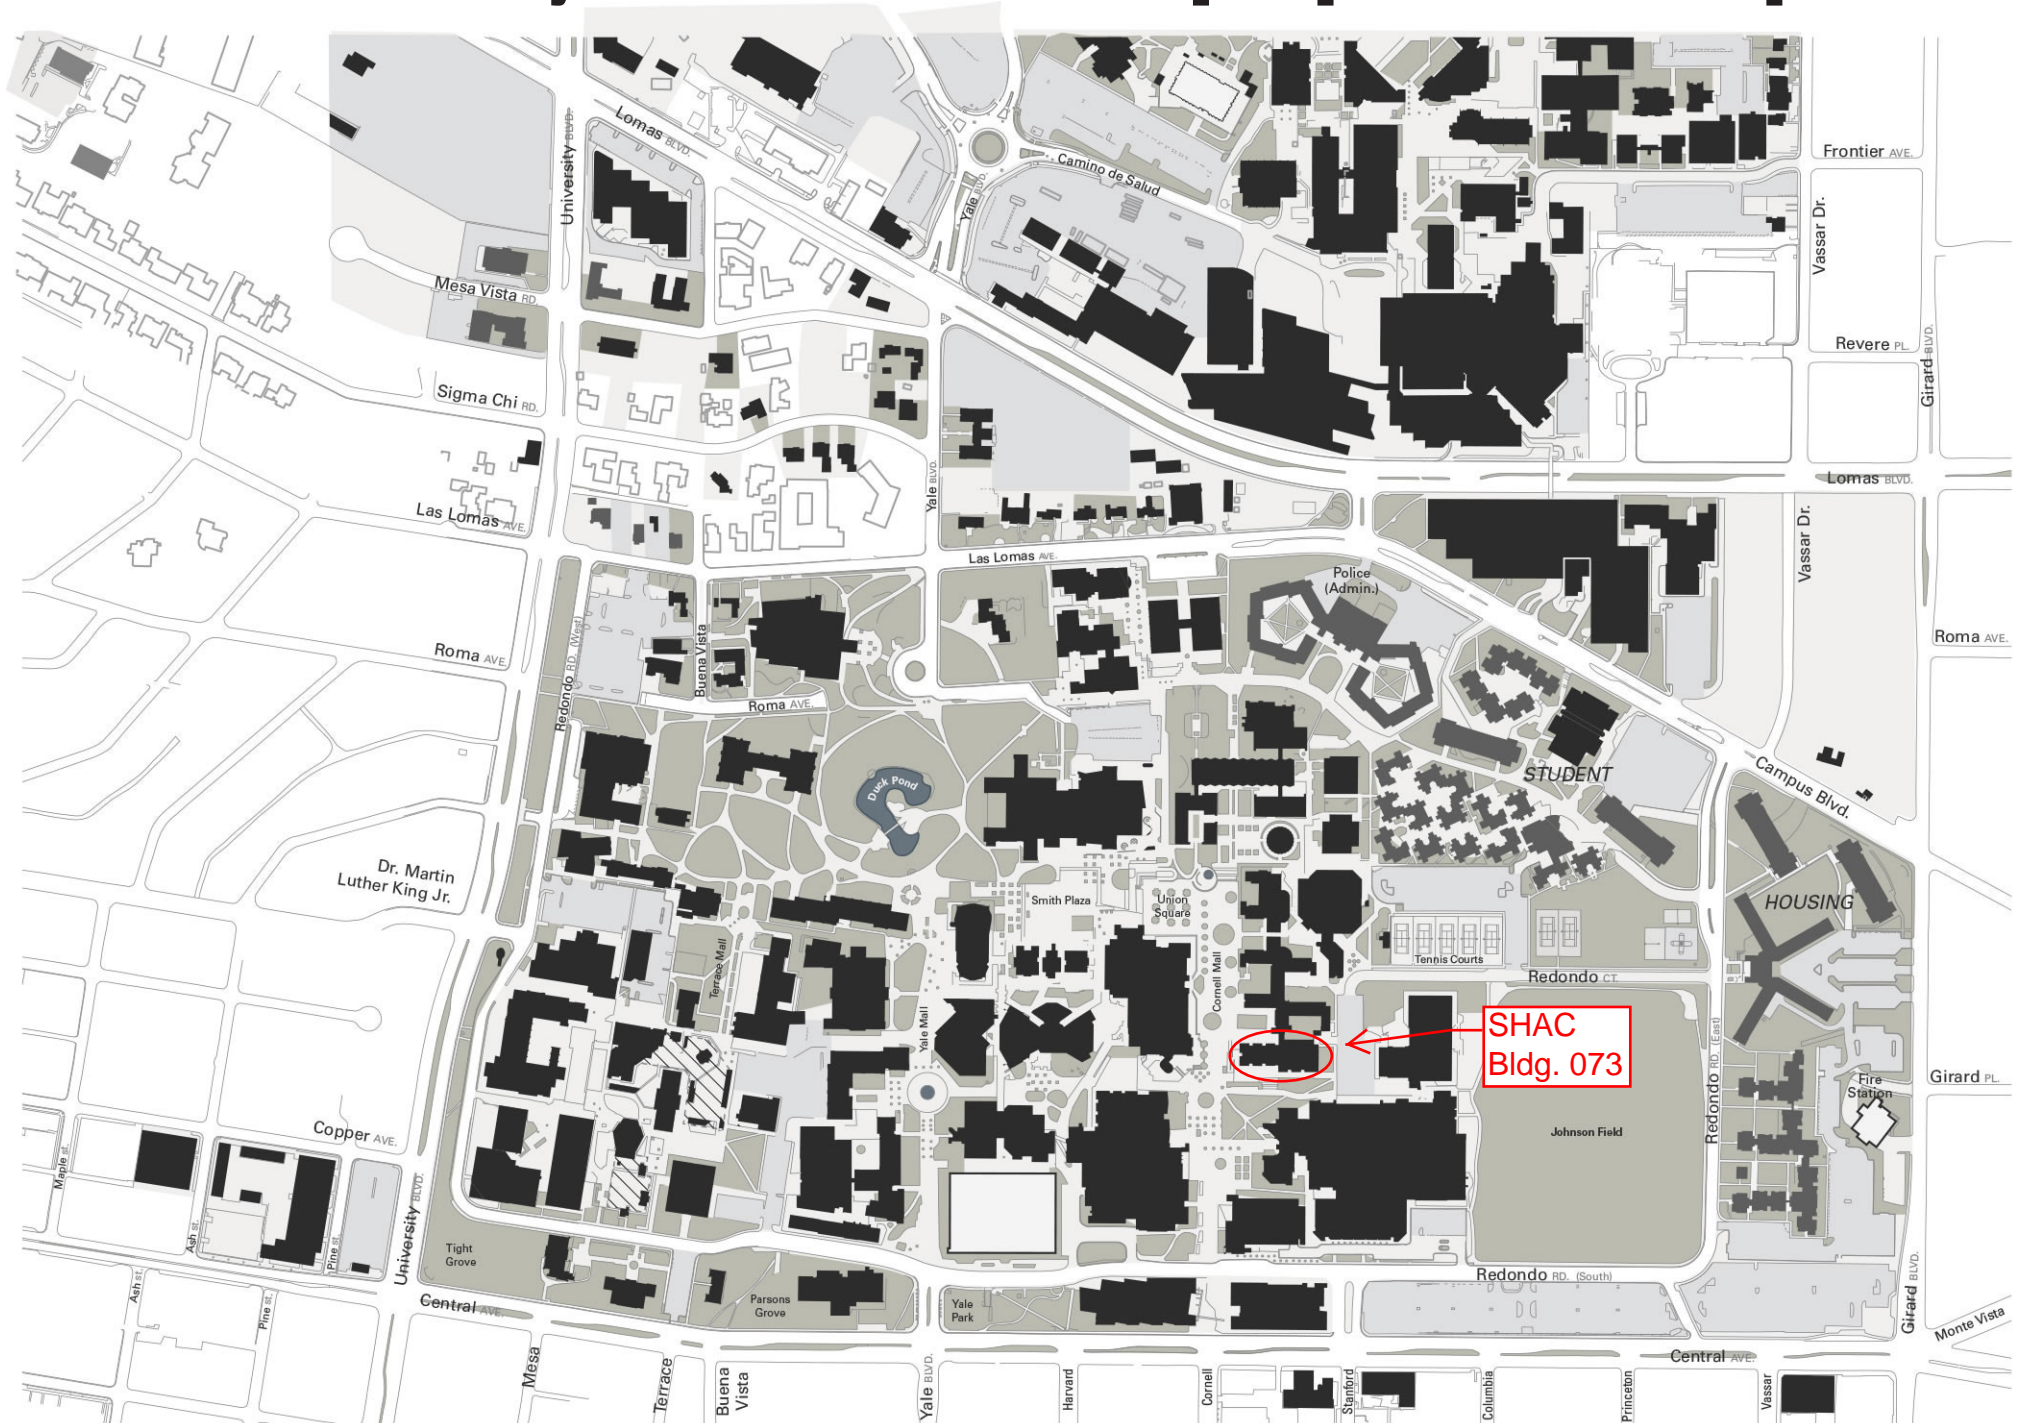 Lomas BLVD.
University BLVD.
Camino de Salud
Yale BLVD.
Frontier AVE.
Vassar Dr.
Mesa Vista RD.
Revere PL.
Girard BLVD.
Sigma Chi RD.
Yale BLVD.
Lomas BLVD.
Las Lomas AVE.
Las Lomas AVE.
Vassar Dr.
Police
(Admin.)
Roma AVE.
Redondo RD. (West)
Buena Vista
Roma AVE.
Roma AVE.
Duck Pond
STUDENT
Campus Blvd.
Dr. Martin
Luther King Jr.
Smith Plaza
Union
Square
HOUSING
Terrace Mall
Tennis Courts
Cornell Mall
Redondo CT.
Yale Mall
SHAC
Bldg. 073
Redondo RD. (East)
Fire
Station
Girard PL.
Johnson Field
Copper AVE.
Maple st.
Ash st.
Pine st.
University BLVD.
Tight
Grove
Parsons
Grove
Yale
Park
Redondo RD. (South)
Central AVE.
Ash st.
Pine st.
Girard BLVD.
Monte Vista
Central AVE.
Mesa
Terrace
Buena
Vista
Yale BLVD.
Harvard
Cornell
Stanford
Columbia
Princeton
Vassar